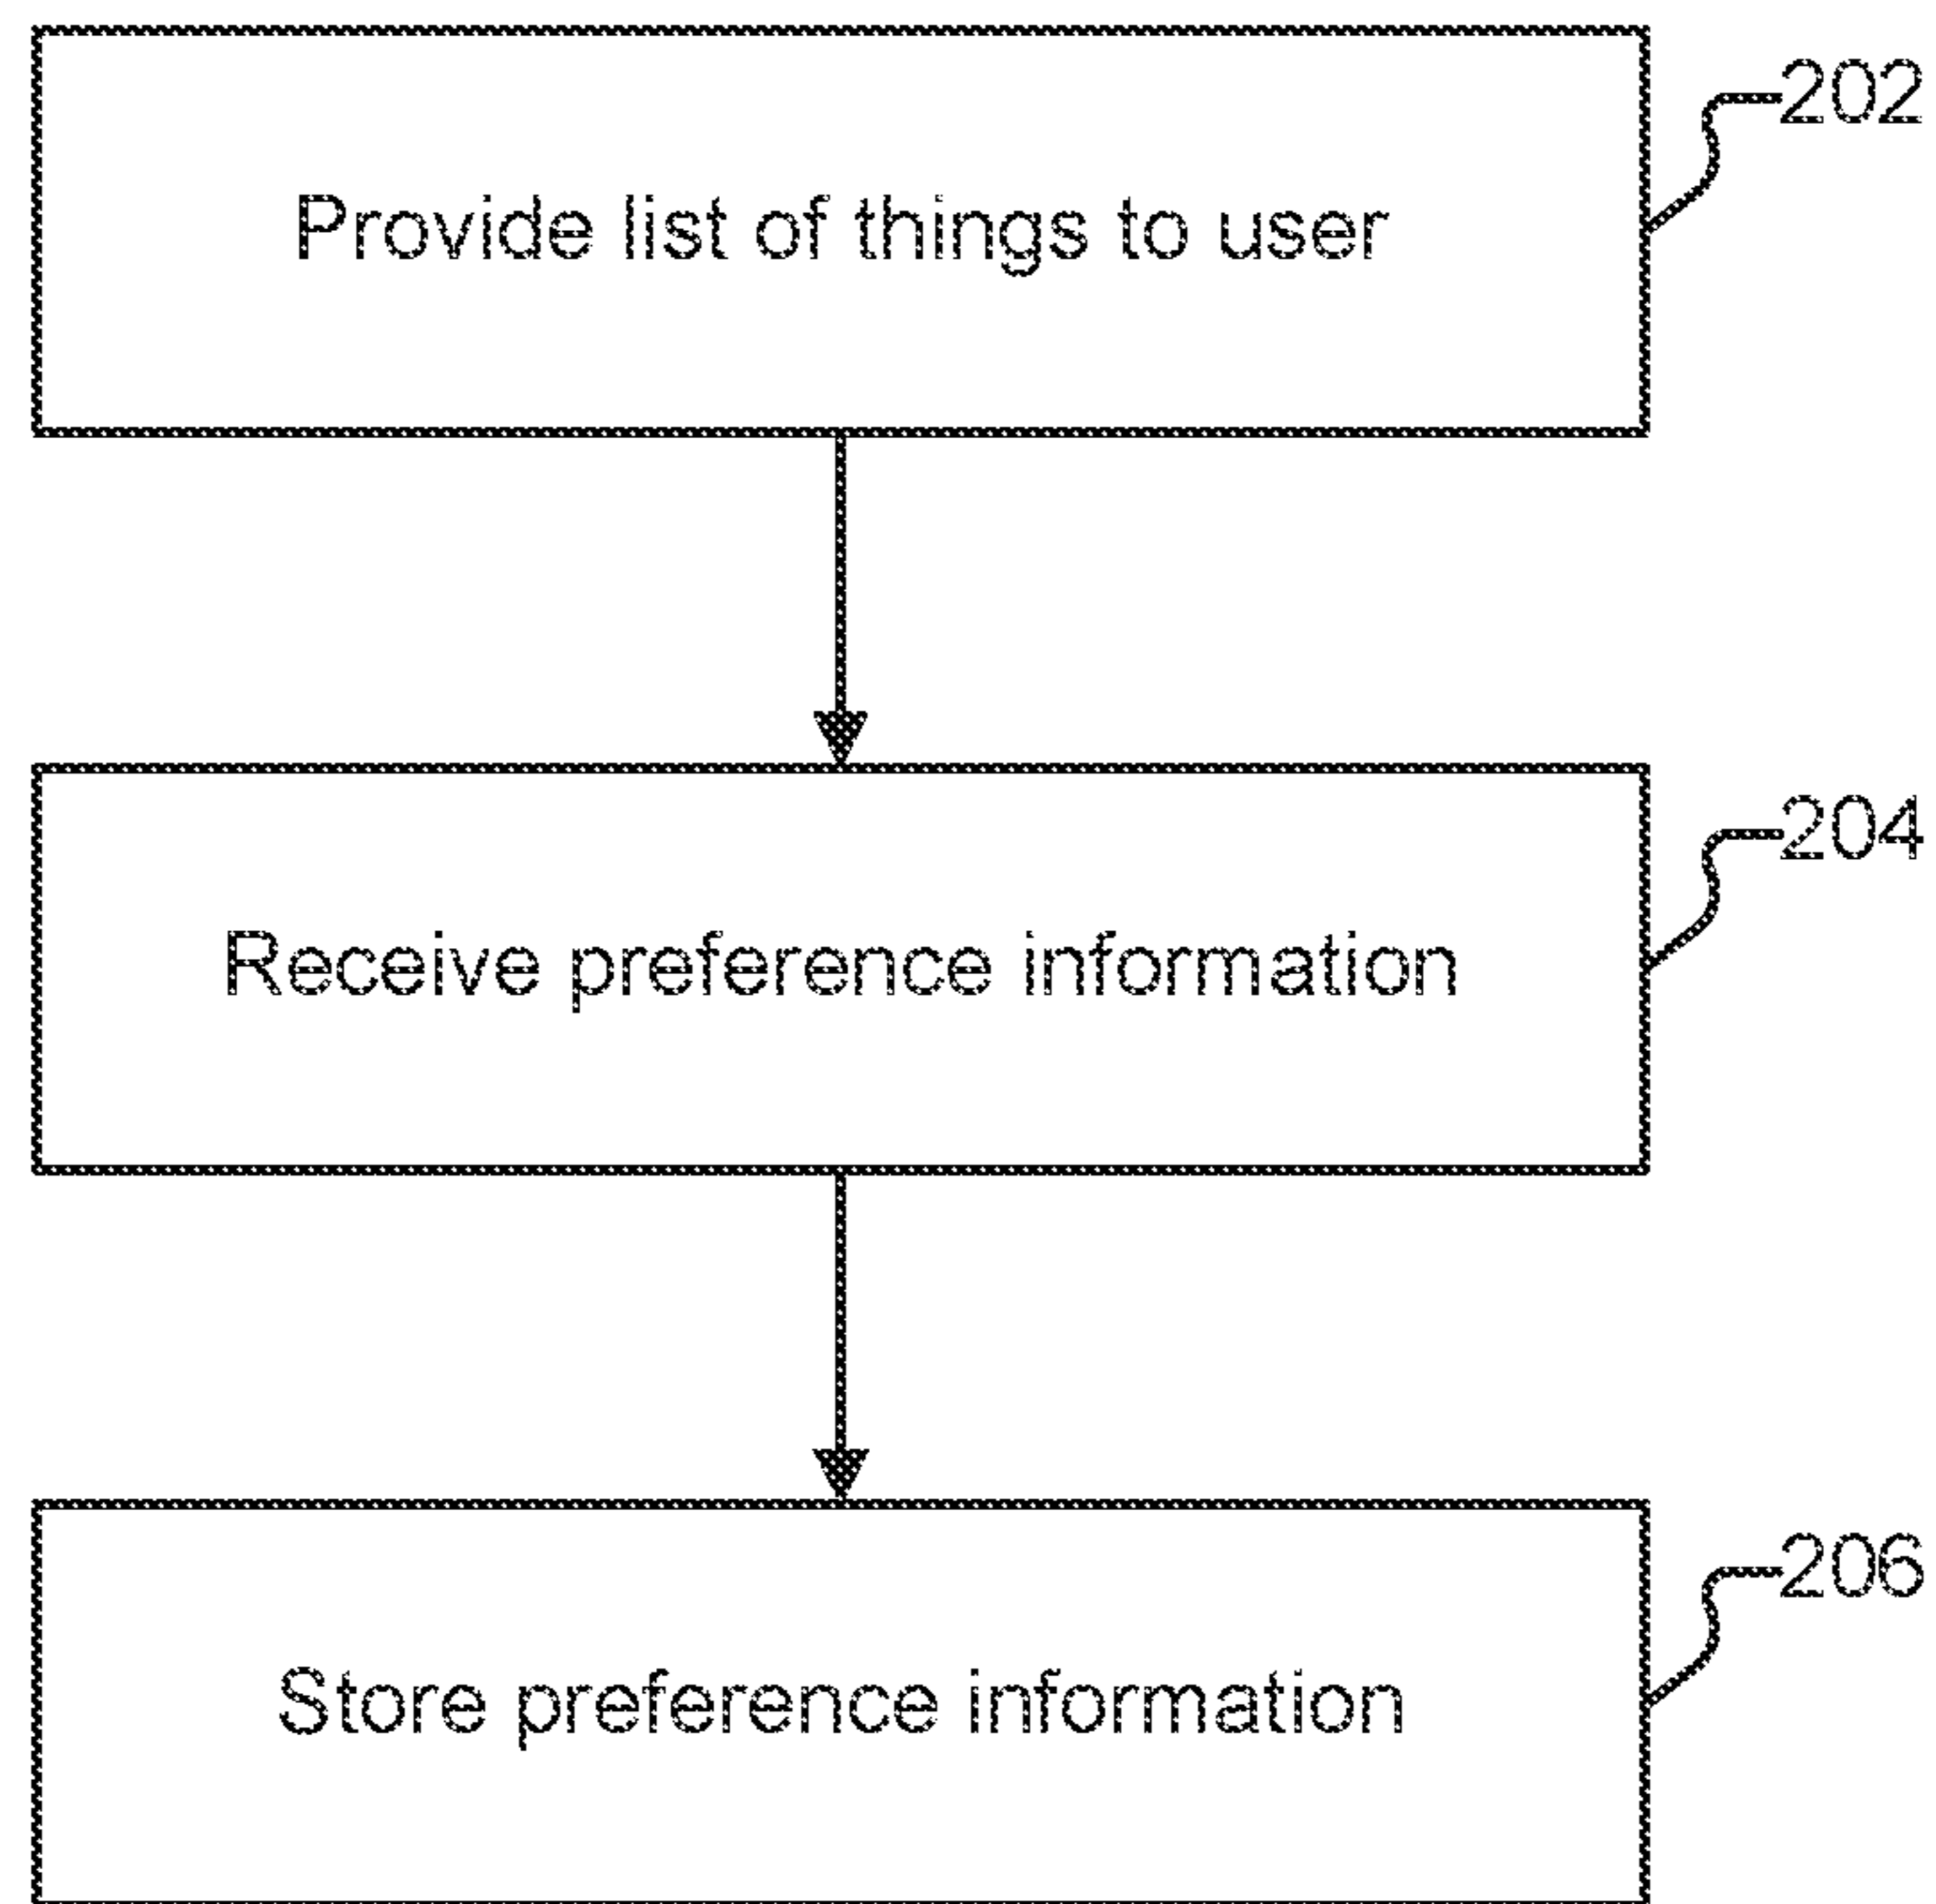 202
Provide list of things to user
204
Receive preference information
206
Store preference information